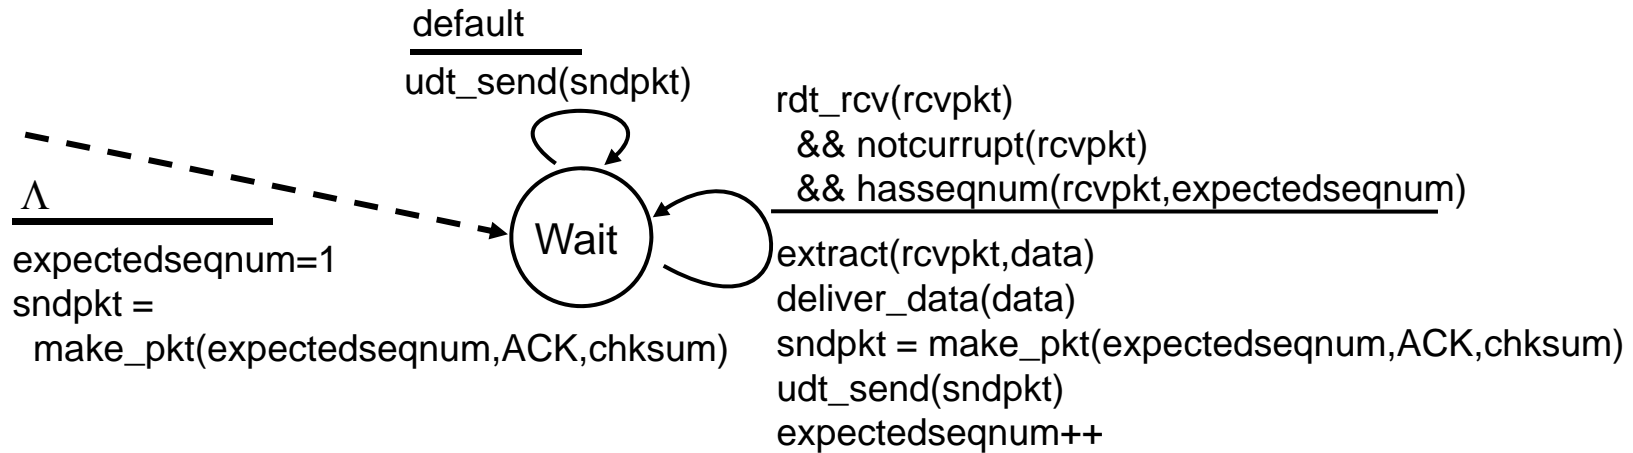 default
udt_send(sndpkt)
rdt_rcv(rcvpkt)
&& notcurrupt(rcvpkt)
&& hasseqnum(rcvpkt,expectedseqnum)
Λ
Wait
expectedseqnum=1
sndpkt =
make_pkt(expectedseqnum,ACK,chksum)
extract(rcvpkt,data)
deliver_data(data)
sndpkt = make_pkt(expectedseqnum,ACK,chksum)
udt_send(sndpkt)
expectedseqnum++